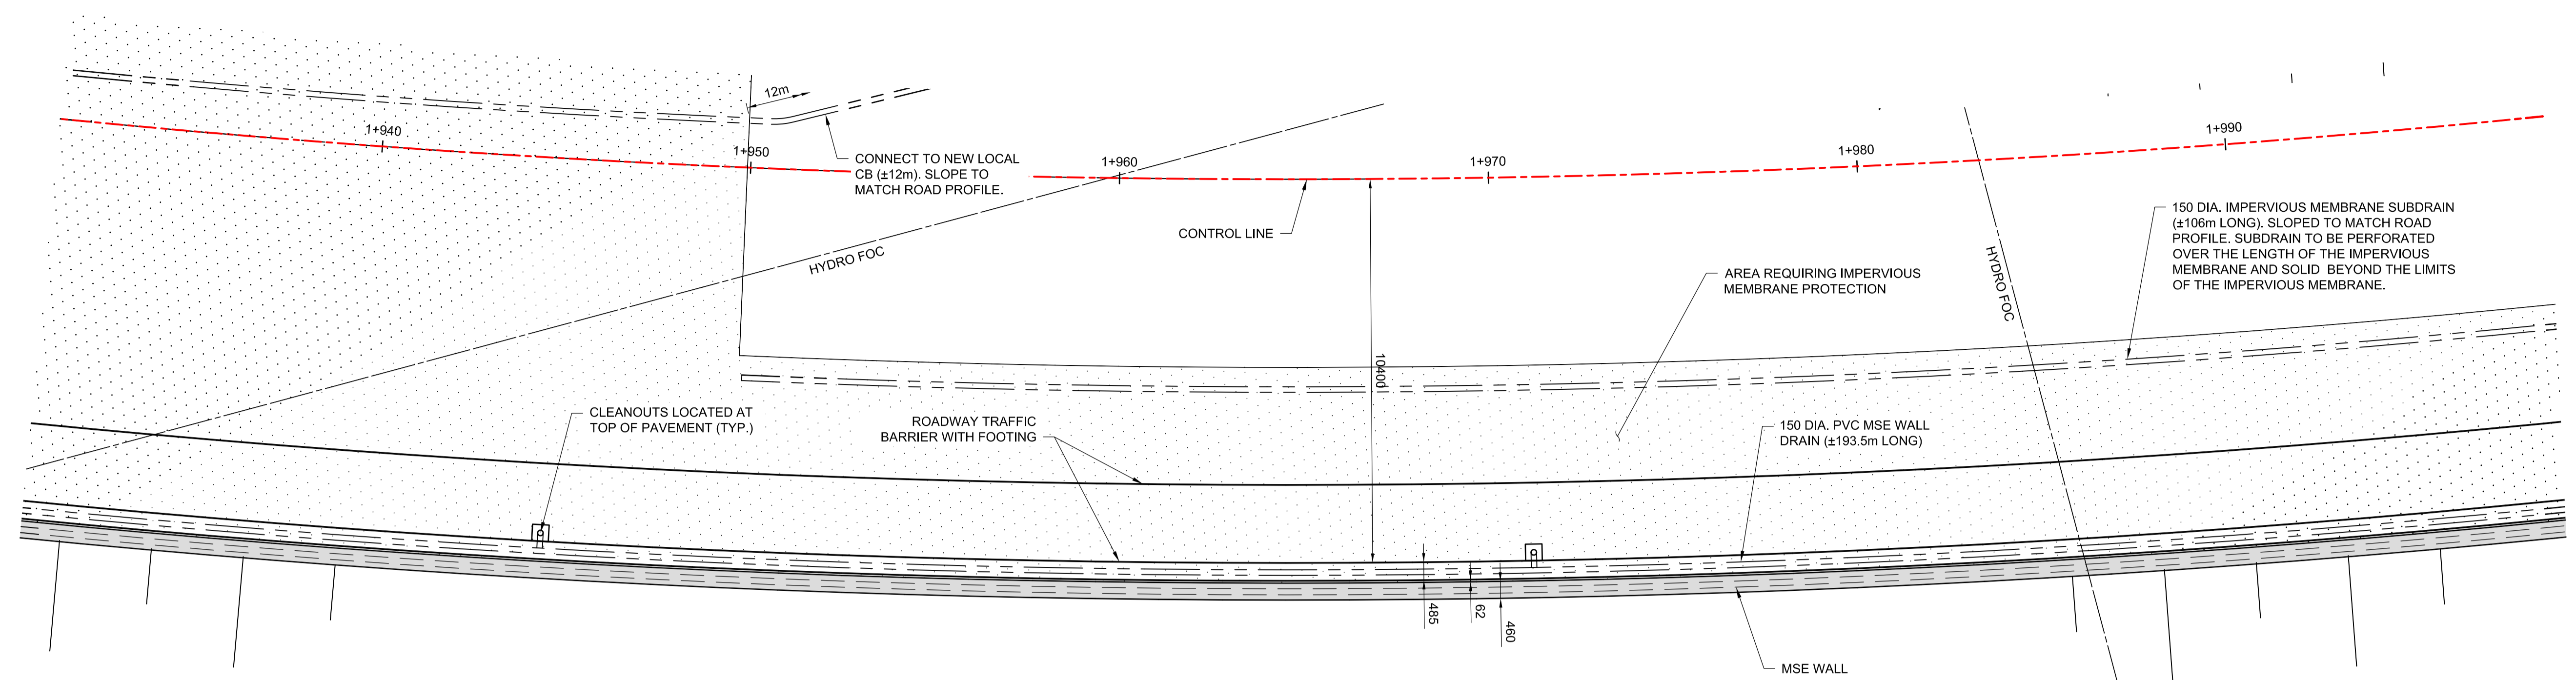 12m
1+940
1+950
1+960
1+970
1+980
1+990
CONNECT TO NEW LOCAL
CB (±12m). SLOPE TO
MATCH ROAD PROFILE.
HYDRO FOC
CONTROL LINE
10400
AREA REQUIRING IMPERVIOUS
MEMBRANE PROTECTION
HYDRO FOC
150 DIA. IMPERVIOUS MEMBRANE SUBDRAIN
(±106m LONG). SLOPED TO MATCH ROAD
PROFILE. SUBDRAIN TO BE PERFORATED
OVER THE LENGTH OF THE IMPERVIOUS
MEMBRANE AND SOLID BEYOND THE LIMITS
OF THE IMPERVIOUS MEMBRANE.
CLEANOUTS LOCATED AT
TOP OF PAVEMENT (TYP.)
ROADWAY TRAFFIC
BARRIER WITH FOOTING
150 DIA. PVC MSE WALL
DRAIN (±193.5m LONG)
485
62
460
MSE WALL